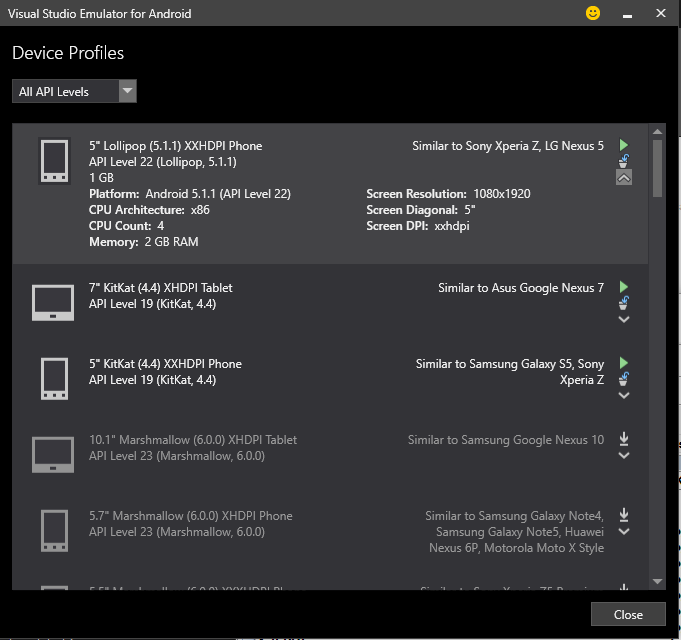 Visual Studio Emulator for Android
Device Profiles
All API Levels
5" Lollipop (5.1.1) XXHDPI Phone
Similar to Sony Xperia Z, LG Nexus 5
API Level 22 (Lollipop, 5.1.1)
1 GB
Platform: Android 5.1.1 (API Level 22)
Screen Resolution: 1080x1920
CPU Architecture: x86
Screen Diagonal: 5"
CPU Count: 4
Screen DPI: xxhdpi
Memory: 2 GB RAM
7" KitKat (4.4) XHDPI Tablet
Similar to Asus Google Nexus 7
API Level 19 (KitKat, 4.4)
5" KitKat (4.4) XXHDPI Phone
Similar to Samsung Galaxy S5, Sony
API Level 19 (KitKat, 4.4)
Xperia Z
10.1" Marshmallow (6.0.0) XHDPI Tablet
Similar to Samsung Google Nexus 10
API Level 23 (Marshmallow, 6.0.0)
5.7" Marshmallow (6.0.0) XHDPI Phone
Similar to Samsung Galaxy Note4,
API Level 23 (Marshmallow, 6.0.0)
Samsung Galaxy Note5, Huawei
Nexus 6P, Motorola Moto X Style
Close